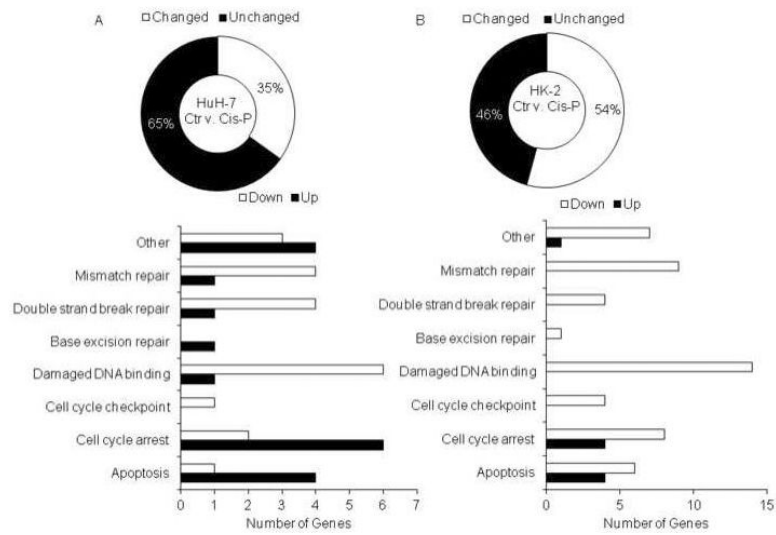 A
Changed Unchanged
HuH-7
Ctr v. Cis-P
35%
65%
Down Up
Other
Mismatch repair
Double strand break repair
Base excision repair
Damaged DNA binding
Cell cycle checkpoint
Cell cycle arrest
Apoptosis
0 1 2 3 4 5 6 7
Number of Genes
B
Changed Unchanged
HK-2
Ctr v. Cis-P
46%
54%
Down Up
Other
Mismatch repair
Double strand break repair
Base excision repair
Damaged DNA binding
Cell cycle checkpoint
Cell cycle arrest
Apoptosis
0 5 10 15
Number of Genes